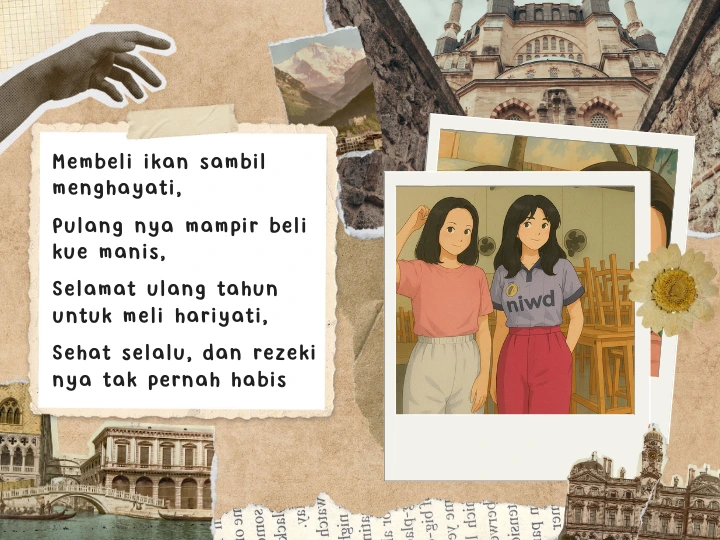 Membeli ikan sambil
menghayati,
Pulang nya mampir beli
kue manis,
Selamat ulang tahun
untuk meli hariyati,
Sehat selalu, dan rezeki
nya tak pernah habis
niwd